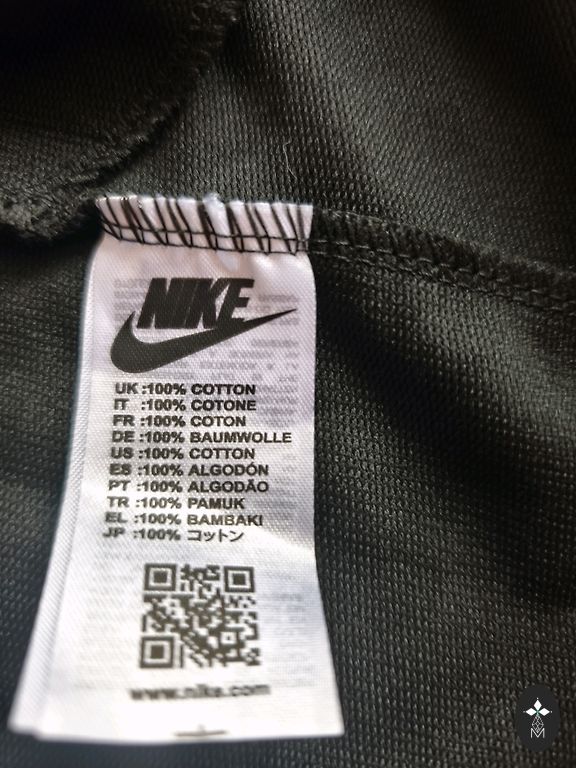 NIKE
UK :100% COTTON
IT :100% COTONE
FR :100% COTON
DE :100% BAUMWOLLE
US :100% COTTON
ES :100% ALGODÓN
PT :100% ALGODÃO
TR :100% PAMUK
EL :100% BAMBAKI
JP :100% コットン
www.nike.com
M